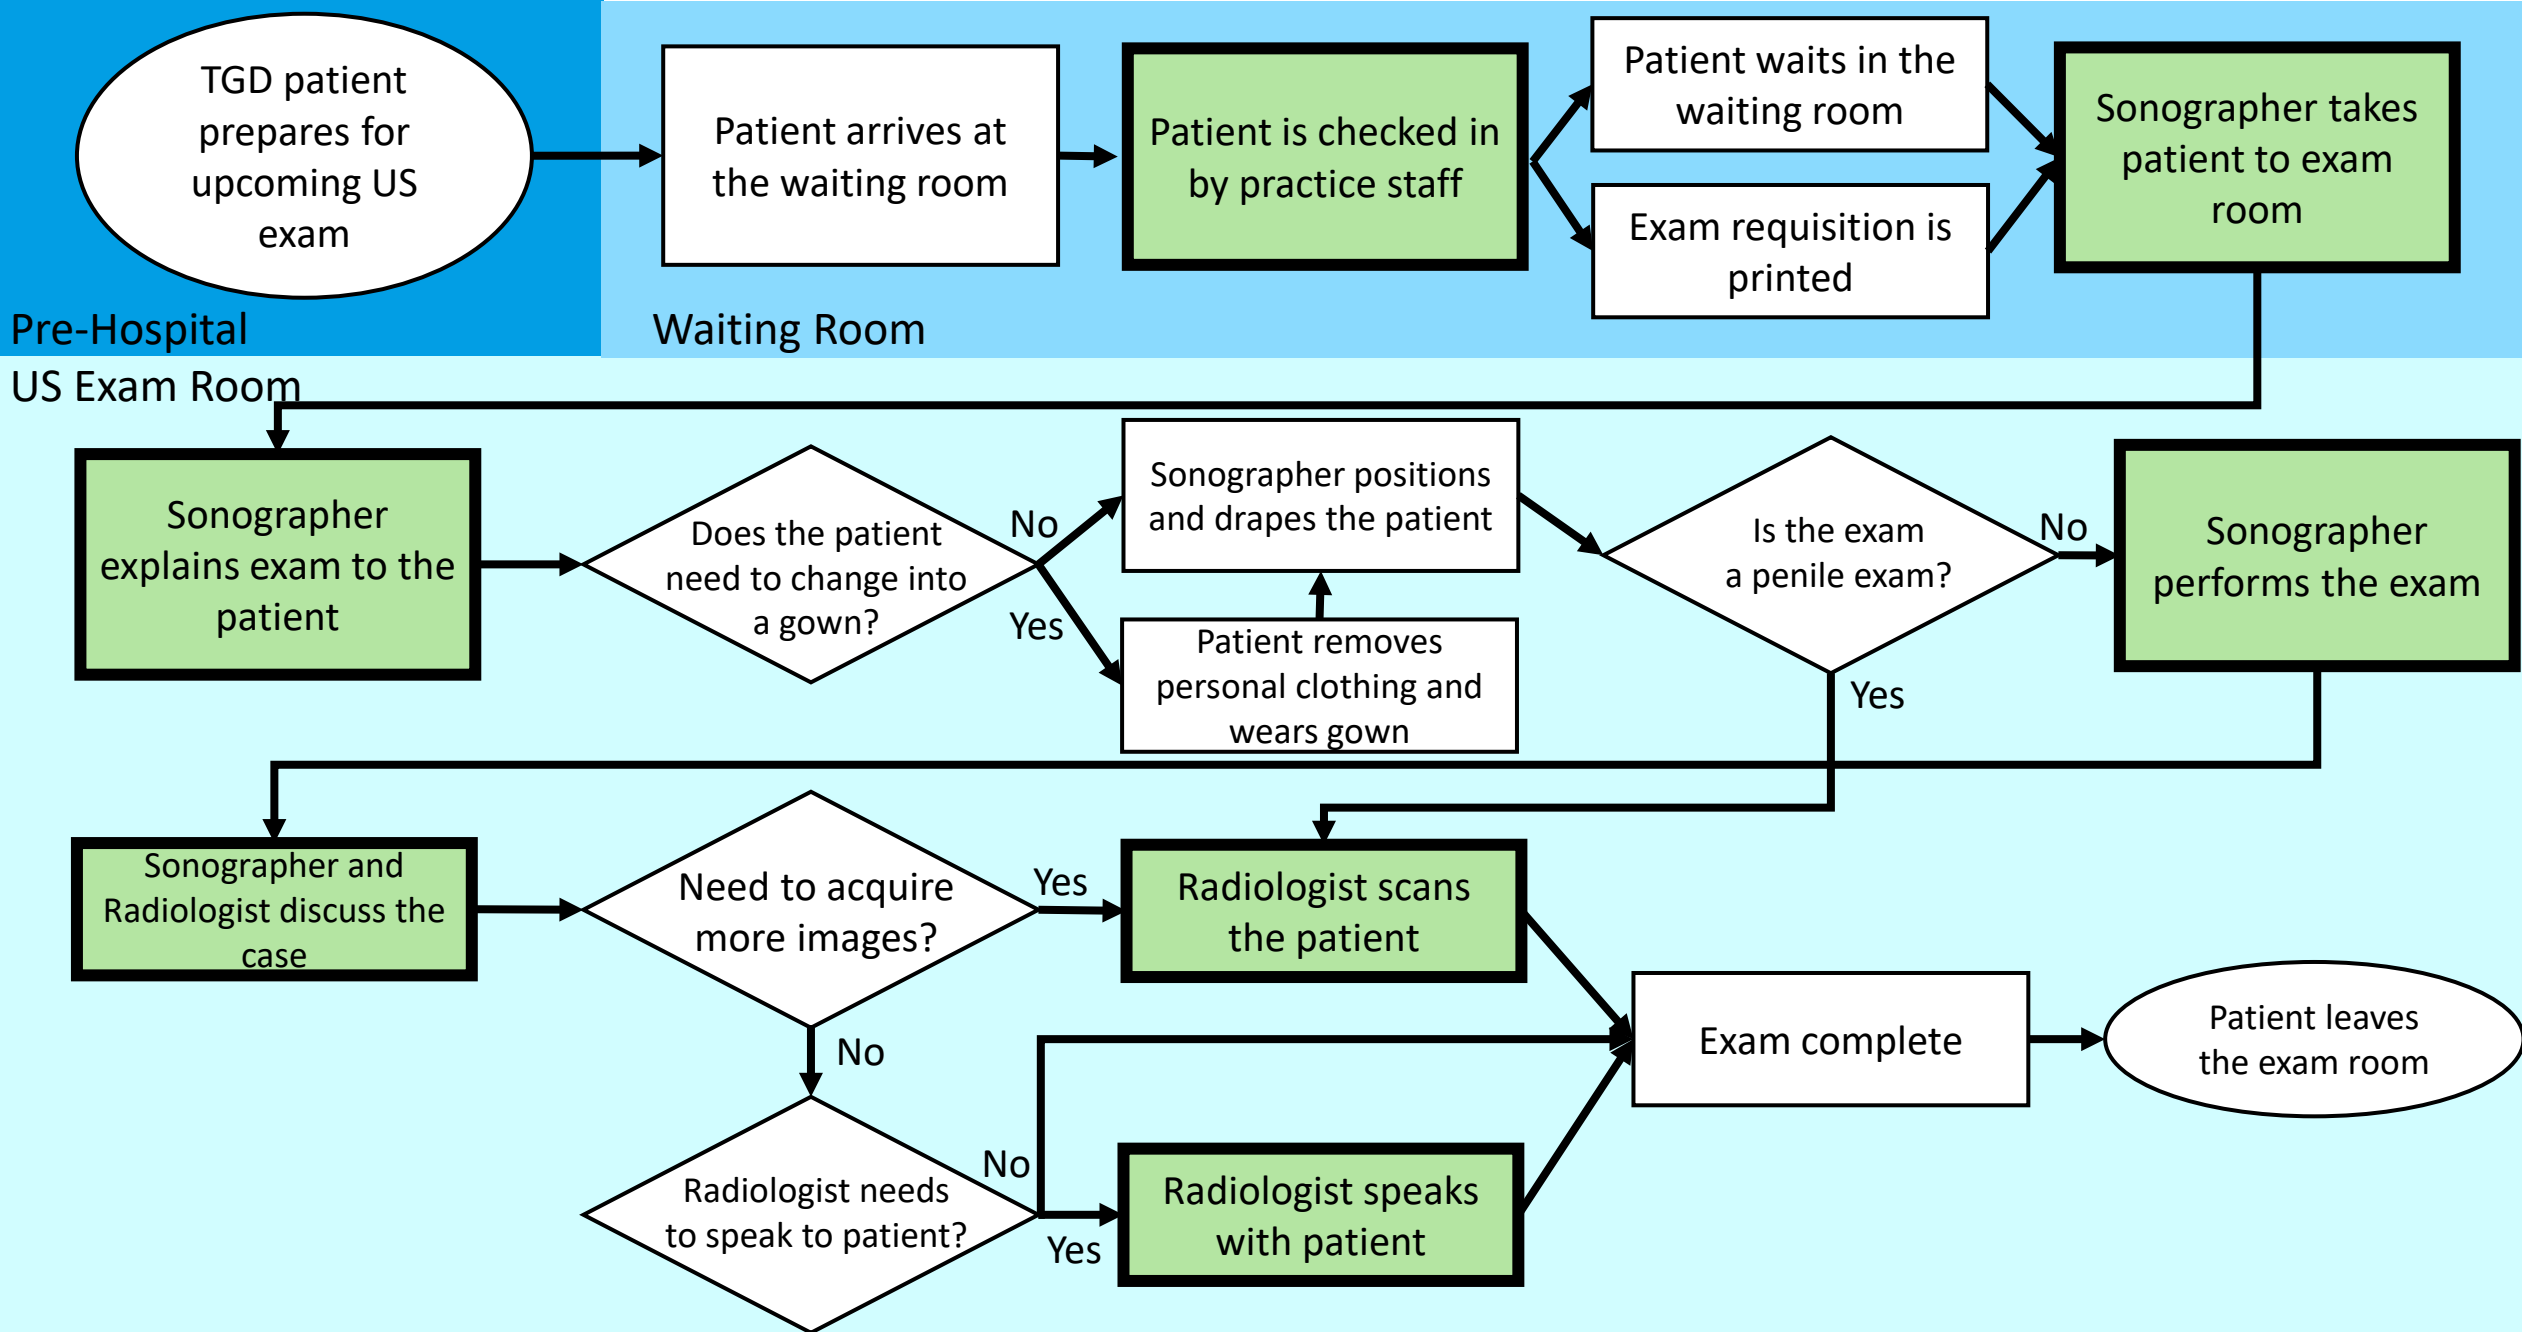 TGD patient
prepares for
upcoming US
exam
Pre-Hospital
Patient arrives at
the waiting room
Patient is checked in
by practice staff
Patient waits in the
waiting room
Exam requisition is
printed
Sonographer takes
patient to exam
room
Waiting Room
US Exam Room
Sonographer
explains exam to the
patient
Does the patient
need to change into
a gown?
No
Yes
Sonographer positions
and drapes the patient
Patient removes
personal clothing and
wears gown
Is the exam
a penile exam?
No
Yes
Sonographer
performs the exam
Sonographer and
Radiologist discuss the
case
Need to acquire
more images?
Yes
No
Radiologist scans
the patient
Radiologist needs
to speak to patient?
No
Yes
Radiologist speaks
with patient
Exam complete
Patient leaves
the exam room